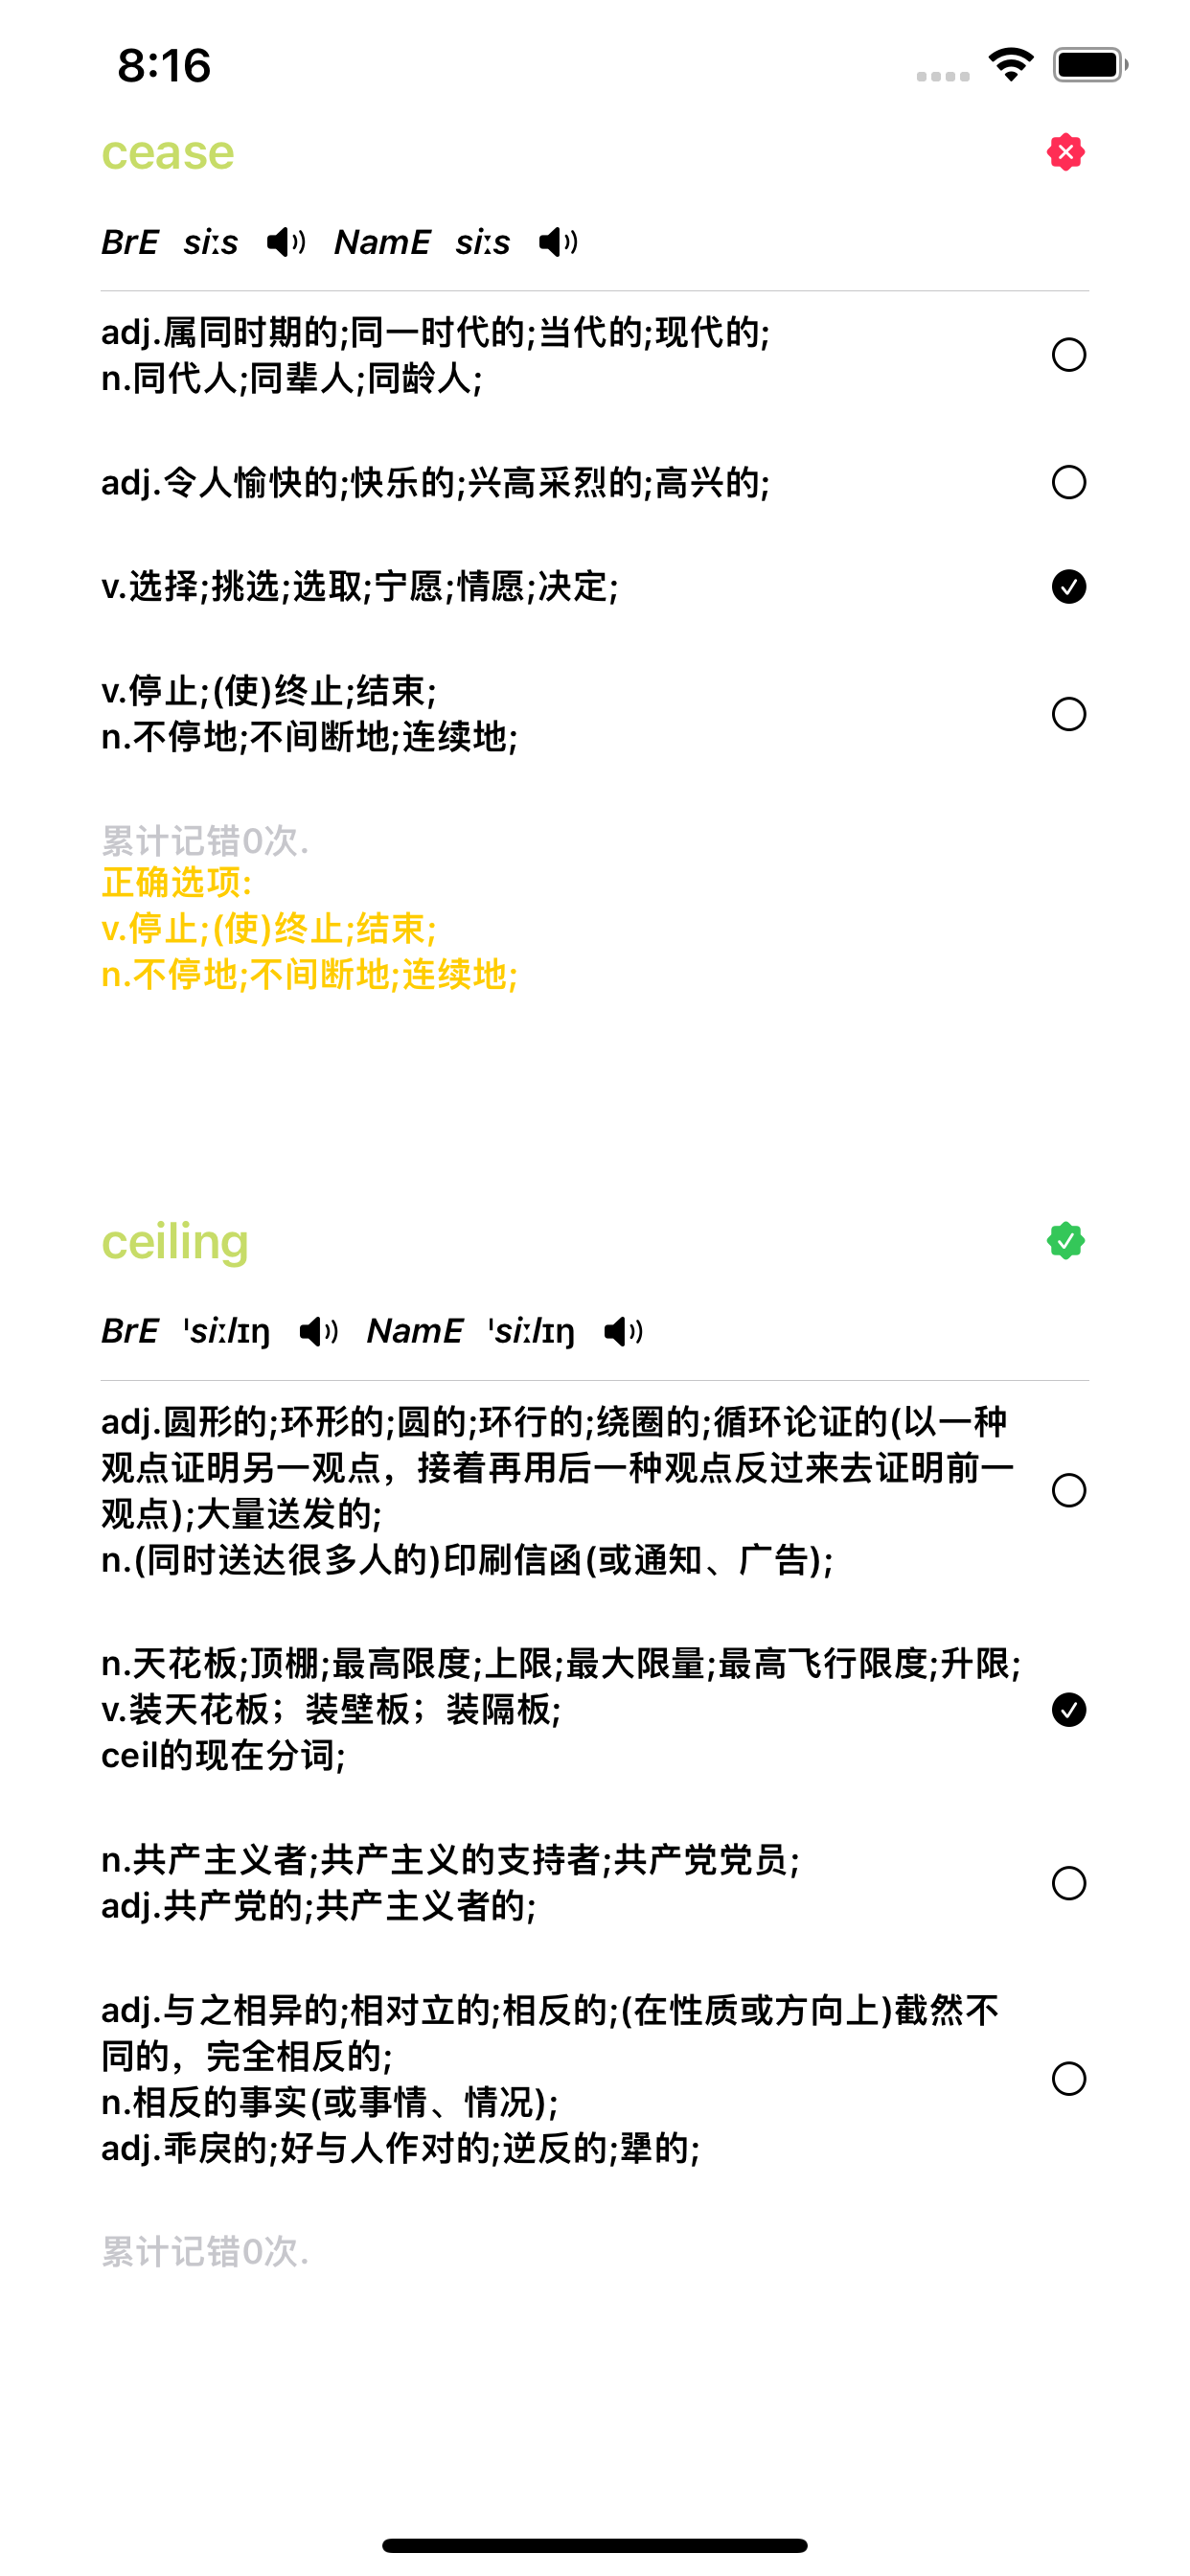 8:16
cease
BrE siːs NamE siːs
adj.属同时期的;同一时代的;当代的;现代的;
n.同代人;同辈人;同龄人;
adj.令人愉快的;快乐的;兴高采烈的;高兴的;
v.选择;挑选;选取;宁愿;情愿;决定;
v.停止;(使)终止;结束;
n.不停地;不间断地;连续地;
累计记错0次.
正确选项:
v.停止;(使)终止;结束;
n.不停地;不间断地;连续地;
ceiling
BrE ˈsiːlɪŋ NamE ˈsiːlɪŋ
adj.圆形的;环形的;圆的;环行的;绕圈的;循环论证的(以一种
观点证明另一观点，接着再用后一种观点反过来去证明前一
观点);大量送发的;
n.(同时送达很多人的)印刷信函(或通知、广告);
n.天花板;顶棚;最高限度;上限;最大限量;最高飞行限度;升限;
v.装天花板；装壁板；装隔板;
ceil的现在分词;
n.共产主义者;共产主义的支持者;共产党党员;
adj.共产党的;共产主义者的;
adj.与之相异的;相对立的;相反的;(在性质或方向上)截然不
同的，完全相反的;
n.相反的事实(或事情、情况);
adj.乖戾的;好与人作对的;逆反的;犟的;
累计记错0次.